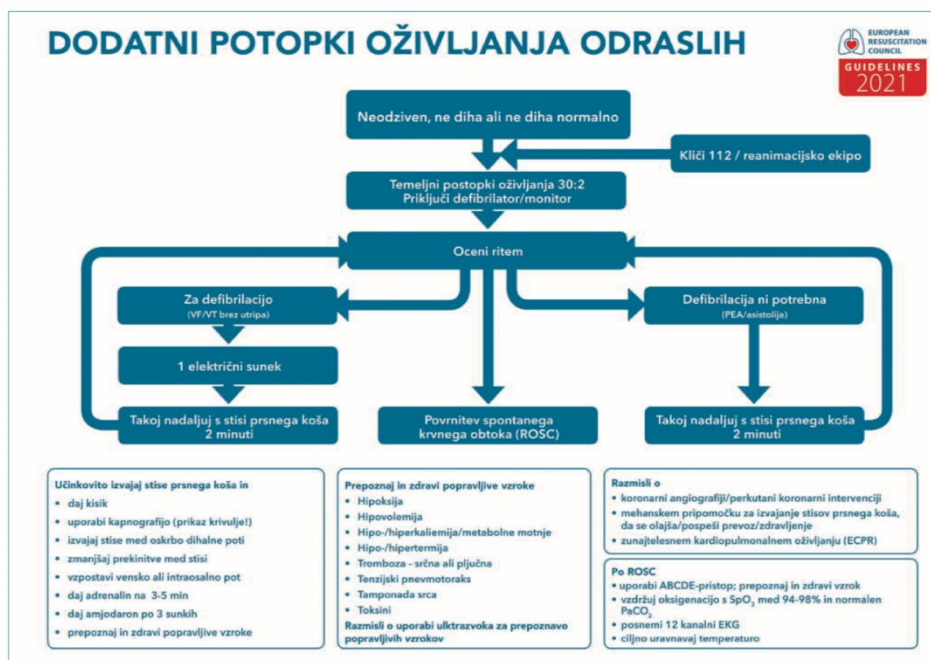 DODATNI POTOPKI OŽIVLJANJA ODRASLIH
EUROPEAN
RESUSCITATION
COUNCIL
GUIDELINES
2021
Neodziven, ne diha ali ne diha normalno
Kliči 112 / reanimacijsko ekipo
Temeljni postopki oživljanja 30:2
Priključi defibrilator/monitor
Oceni ritem
Za defibrilacijo
(VF/VT brez utripa)
Defibrilacija ni potrebna
(PEA/asistolija)
1 električni sunek
Takoj nadaljuj s stisi prsnega koša
2 minuti
Povrnitev spontanega
krvnega obtoka (ROSC)
Takoj nadaljuj s stisi prsnega koša
2 minuti
Učinkovito izvajaj stise prsnega koša in
• daj kisik
• uporabi kapnografijo (prikaz krivulje!)
• izvajaj stise med oskrbo dihalne poti
• zmanjšaj prekinitve med stisi
• vzpostavi vensko ali intraosalno pot
• daj adrenalin na 3-5 min
• daj amjodaron po 3 sunkih
• prepoznaj in zdravi popravljive vzroke
Prepoznaj in zdravi popravljive vzroke
• Hipoksija
• Hipovolemija
• Hipo-/hiperkaliemija/metabolne motnje
• Hipo-/hipertermija
• Tromboza – srčna ali pljučna
• Tenzijski pnevmotoraks
• Tamponada srca
• Toksini
Razmisli o uporabi ulktrazvoka za prepoznavo
popravljivih vzrokov
Razmisli o
• koronarni angiografiji/perkutani koronarni intervenciji
• mehanskem pripomočku za izvajanje stisov prsnega koša,
da se olajša/pospeši prevoz/zdravljenje
• zunajtelesnem kardiopulmonalnem oživljanju (ECPR)
Po ROSC
• uporabi ABCDE-pristop; prepoznaj in zdravi vzrok
• vzdržuj oksigenacijo s SpO₂ med 94-98% in normalen
PaCO₂
• posnemi 12 kanalni EKG
• ciljno uravnavaj temperaturo